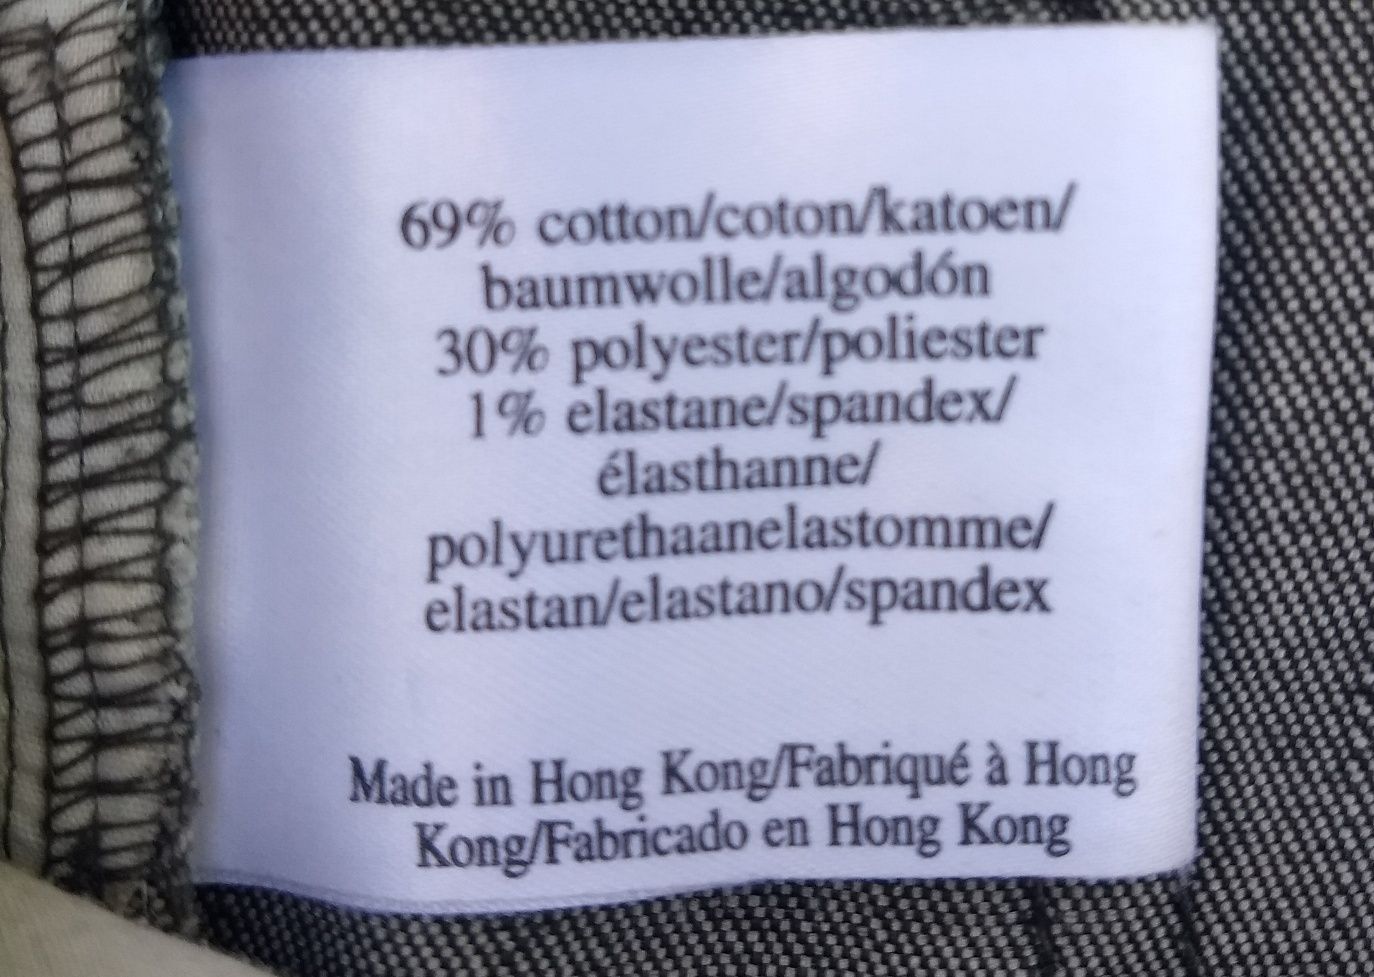 69% cotton/coton/katoen/
baumwolle/algodón
30% polyester/poliester
1% elastane/spandex/
élasthanne/
polyurethaanelastomme/
elastan/elastano/spandex
Made in Hong Kong/Fabriqué à Hong
Kong/Fabricado en Hong Kong